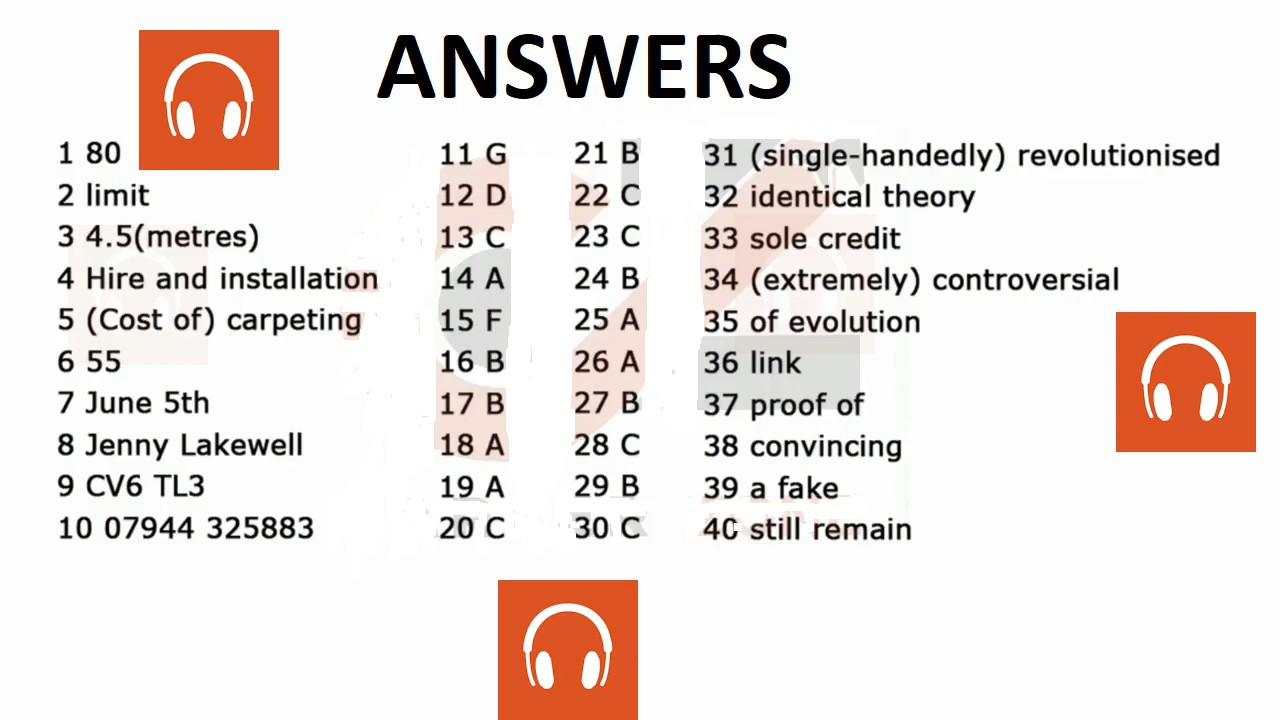 ANSWERS
1 80
2 limit
3 4.5(metres)
4 Hire and installation
5 (Cost of) carpeting
6 55
7 June 5th
8 Jenny Lakewell
9 CV6 TL3
10 07944 325883
11 G
12 D
13 C
14 A
15 F
16 B
17 B
18 A
19 A
20 C
21 B
22 C
23 C
24 B
25 A
26 A
27 B
28 C
29 B
30 C
31 (single-handedly) revolutionised
32 identical theory
33 sole credit
34 (extremely) controversial
35 of evolution
36 link
37 proof of
38 convincing
39 a fake
40 still remain